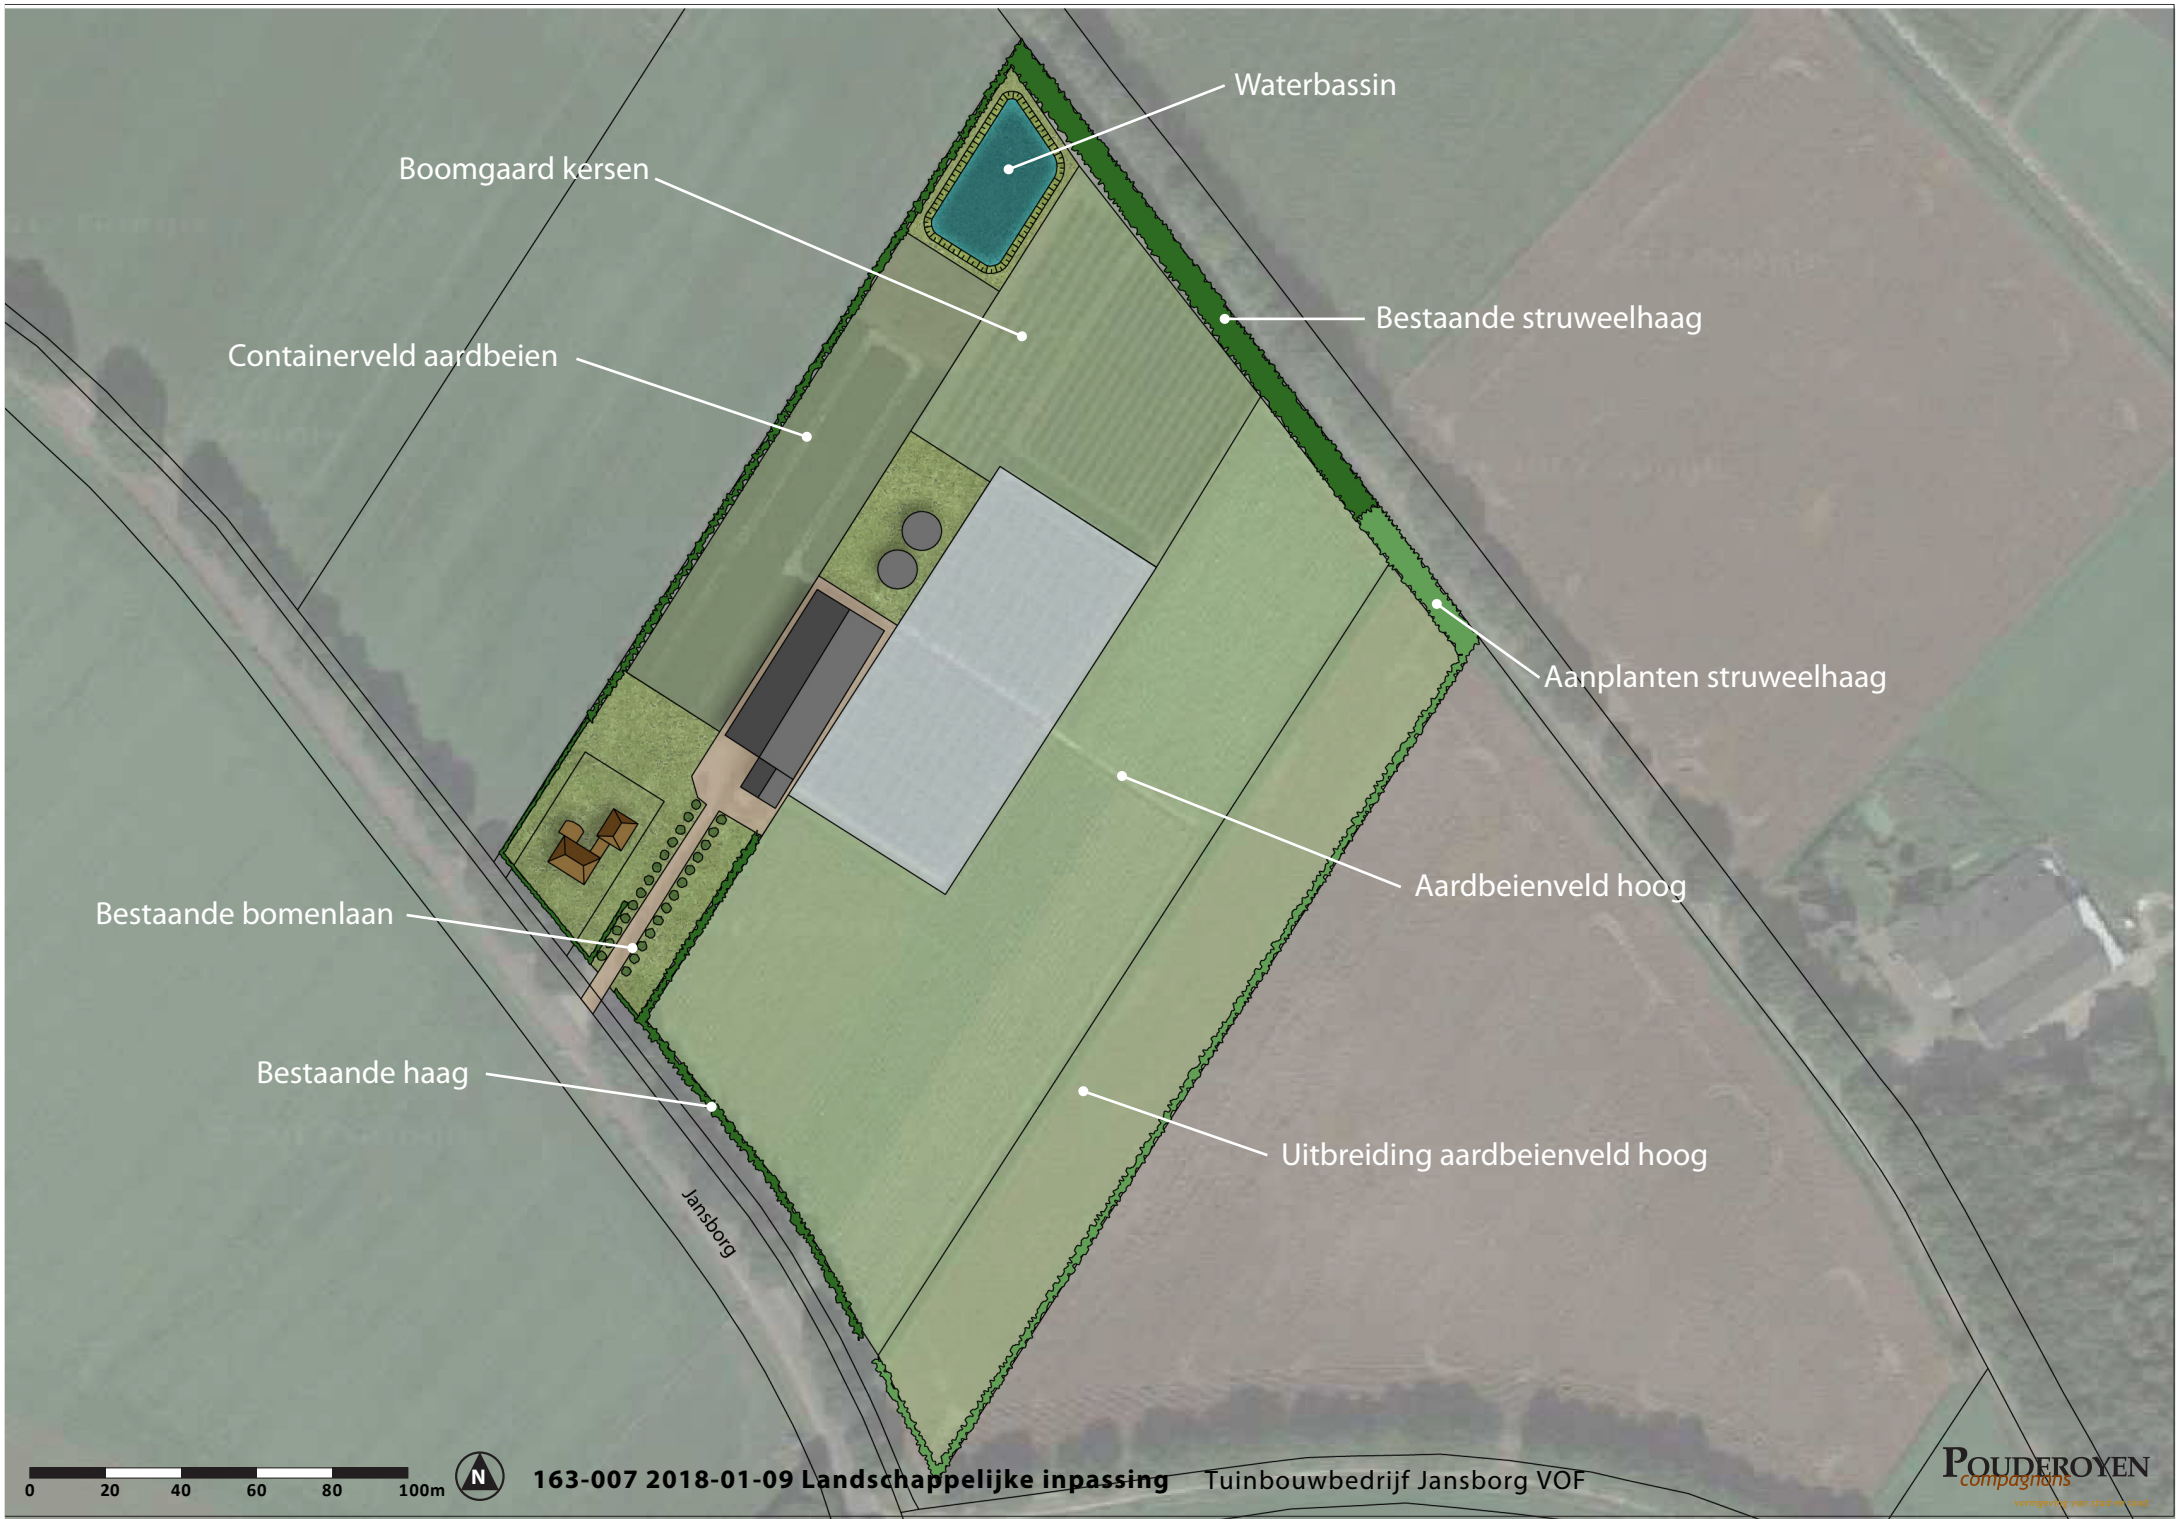 Waterbassin
Boomgaard kersen
Bestaande struweelhaag
Containerveld aardbeien
Aanplanten struweelhaag
Aardbeienveld hoog
Bestaande bomenlaan
Bestaande haag
Uitbreiding aardbeienveld hoog
Jansborg
0 20 40 60 80 100m
N
163-007 2018-01-09 Landschappelijke inpassing Tuinbouwbedrijf Jansborg VOF
POUDEROYEN
compagnons